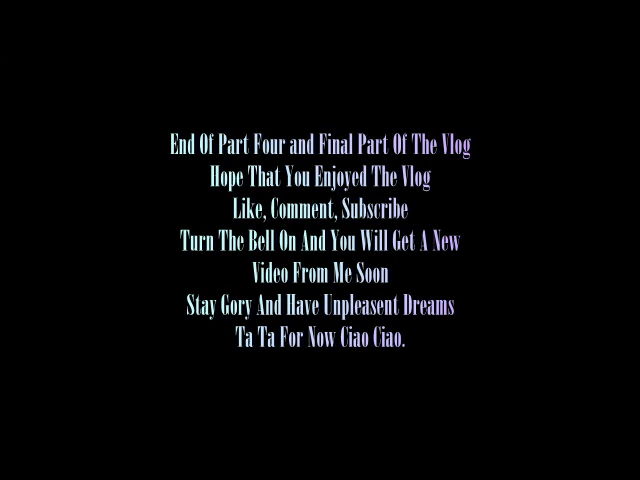 End Of Part Four and Final Part Of The Vlog
Hope That You Enjoyed The Vlog
Like, Comment, Subscribe
Turn The Bell On And You Will Get A New
Video From Me Soon
Stay Gory And Have Unpleasent Dreams
Ta Ta For Now Ciao Ciao.